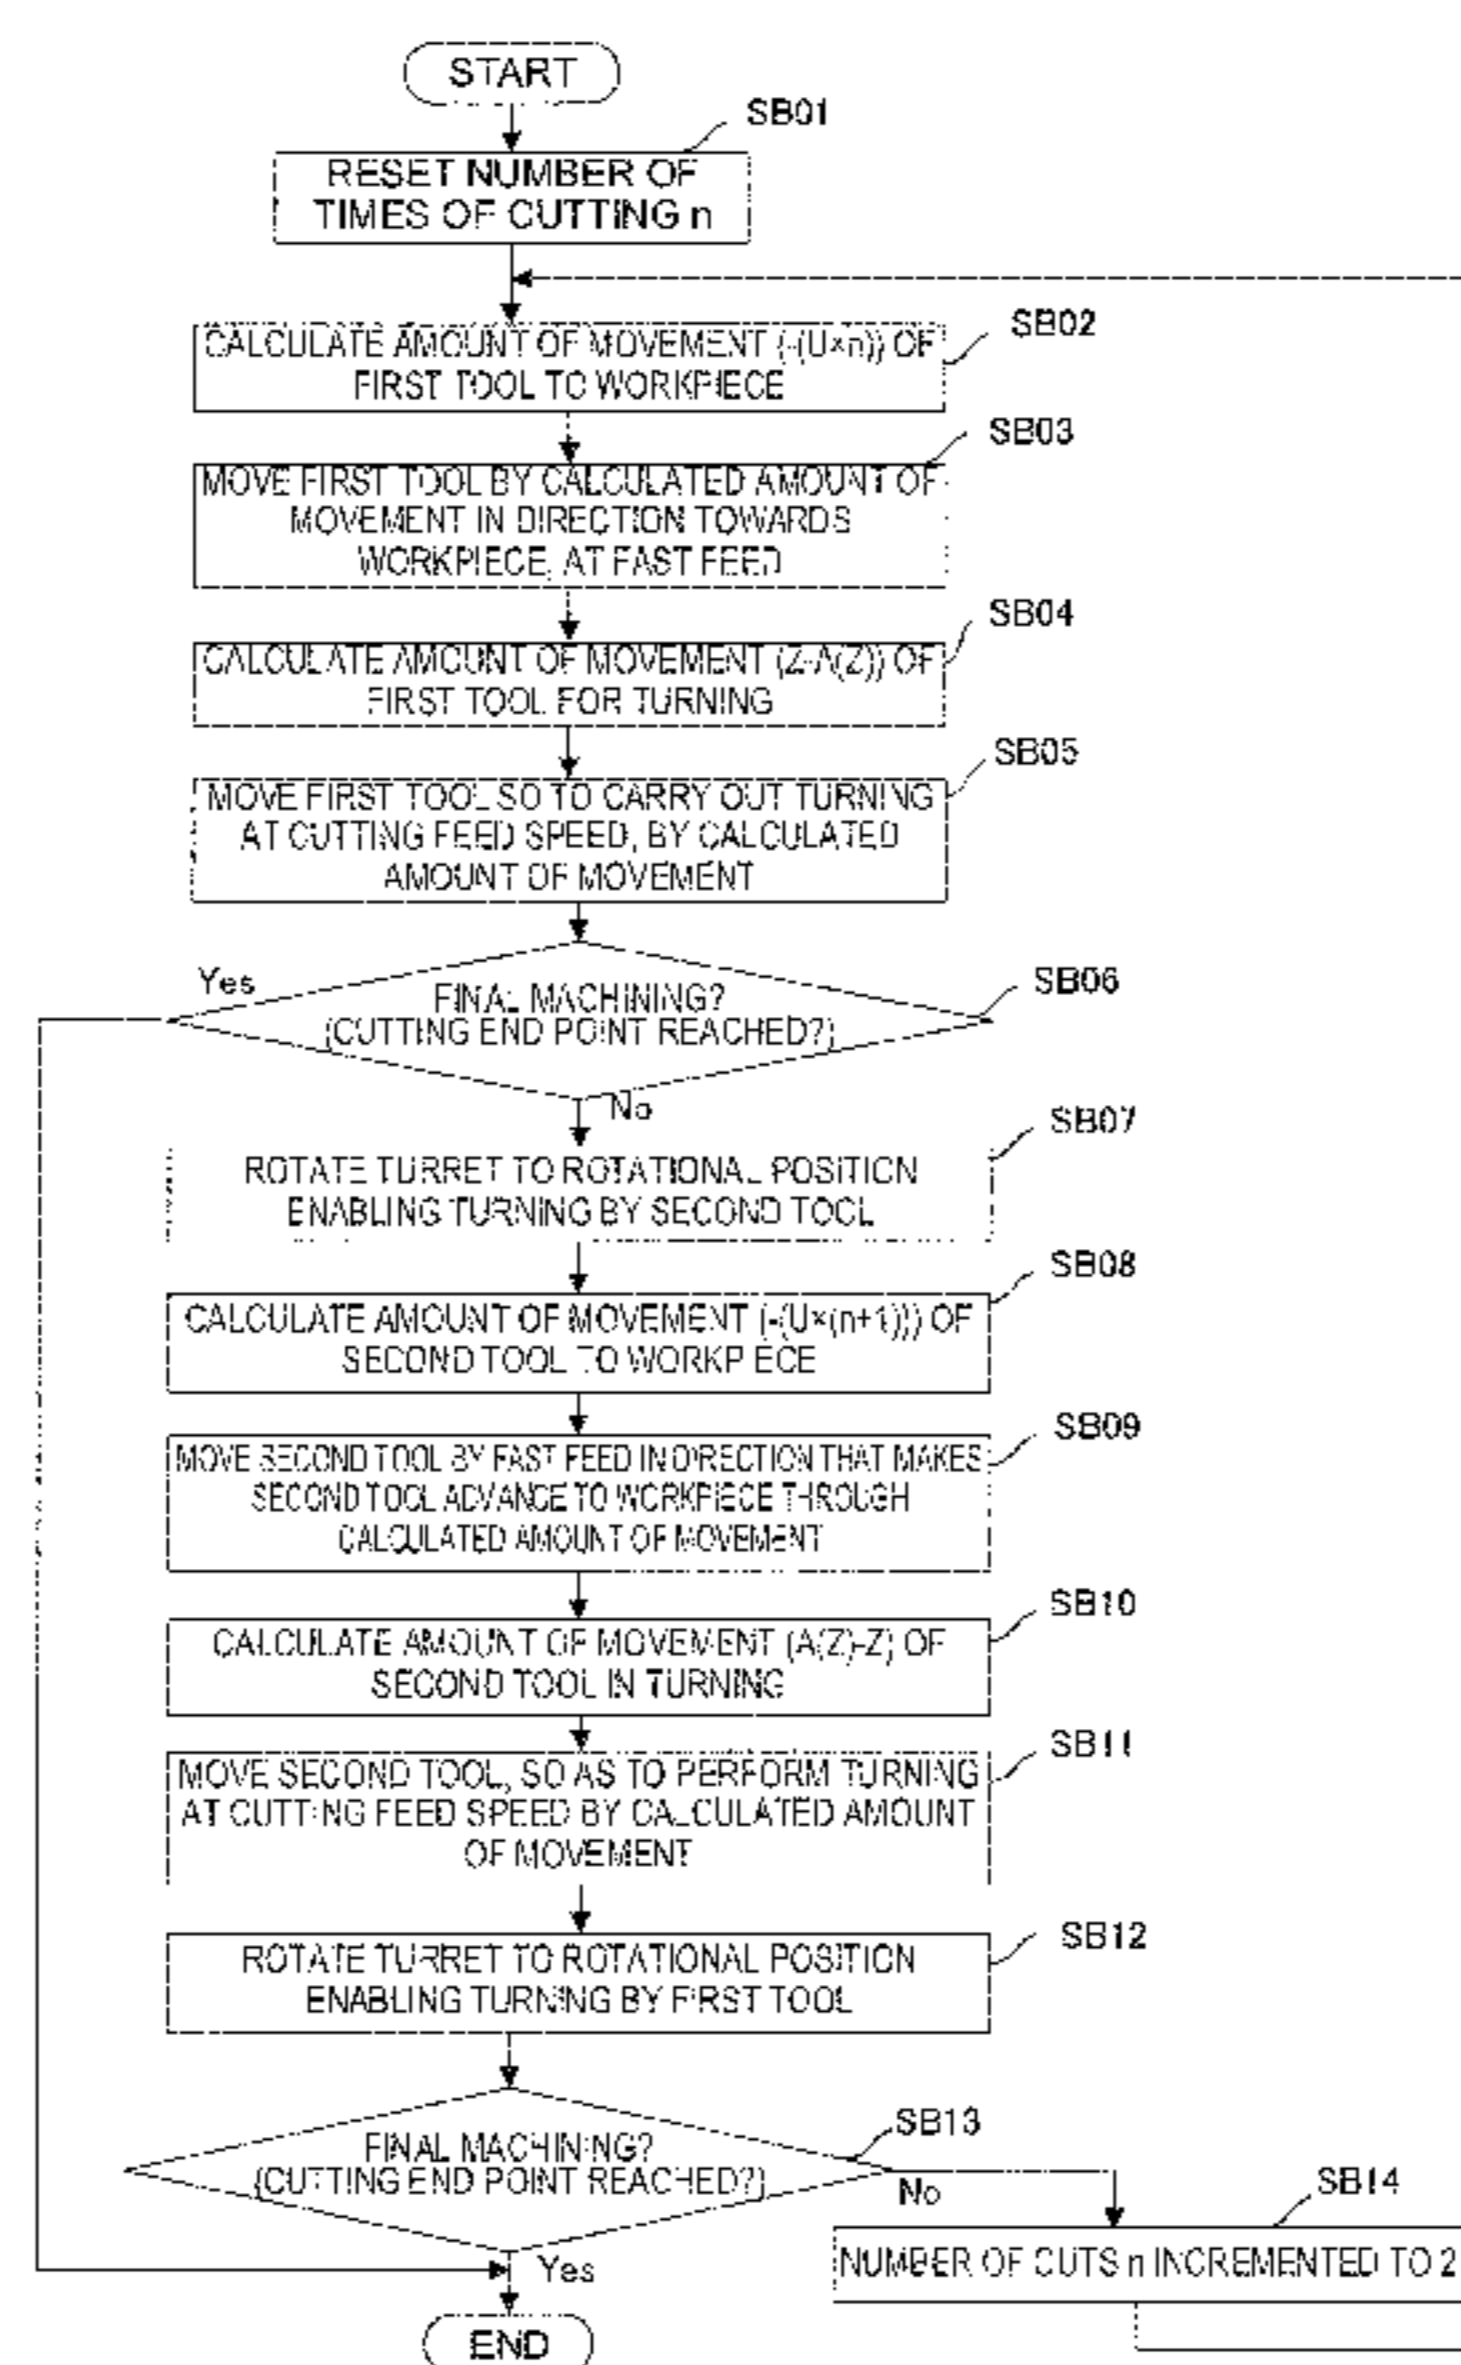 START
SB01
RESET NUMBER OF
TIMES OF CUTTING n
SB02
CALCULATE AMOUNT OF MOVEMENT (-(U×n)) OF
FIRST TOOL TO WORKPIECE
SB03
MOVE FIRST TOOL BY CALCULATED AMOUNT OF
MOVEMENT IN DIRECTION TOWARDS
WORKPIECE, AT FAST FEED
SB04
CALCULATE AMOUNT OF MOVEMENT (Z-A(Z)) OF
FIRST TOOL FOR TURNING
SB05
MOVE FIRST TOOL SO TO CARRY OUT TURNING
AT CUTTING FEED SPEED, BY CALCULATED
AMOUNT OF MOVEMENT
SB06
Yes
FINAL MACHINING?
(CUTTING END POINT REACHED?)
No
SB07
ROTATE TURRET TO ROTATIONAL POSITION
ENABLING TURNING BY SECOND TOOL
SB08
CALCULATE AMOUNT OF MOVEMENT (-(U×(n+1))) OF
SECOND TOOL TO WORKPIECE
SB09
MOVE SECOND TOOL BY FAST FEED IN DIRECTION THAT MAKES
SECOND TOOL ADVANCE TO WORKPIECE THROUGH
CALCULATED AMOUNT OF MOVEMENT
SB10
CALCULATE AMOUNT OF MOVEMENT (A(Z)-Z) OF
SECOND TOOL IN TURNING
SB11
MOVE SECOND TOOL, SO AS TO PERFORM TURNING
AT CUTTING FEED SPEED BY CALCULATED AMOUNT
OF MOVEMENT
SB12
ROTATE TURRET TO ROTATIONAL POSITION
ENABLING TURNING BY FIRST TOOL
SB13
FINAL MACHINING?
(CUTTING END POINT REACHED?)
No
SB14
NUMBER OF CUTS n INCREMENTED TO 2
Yes
END